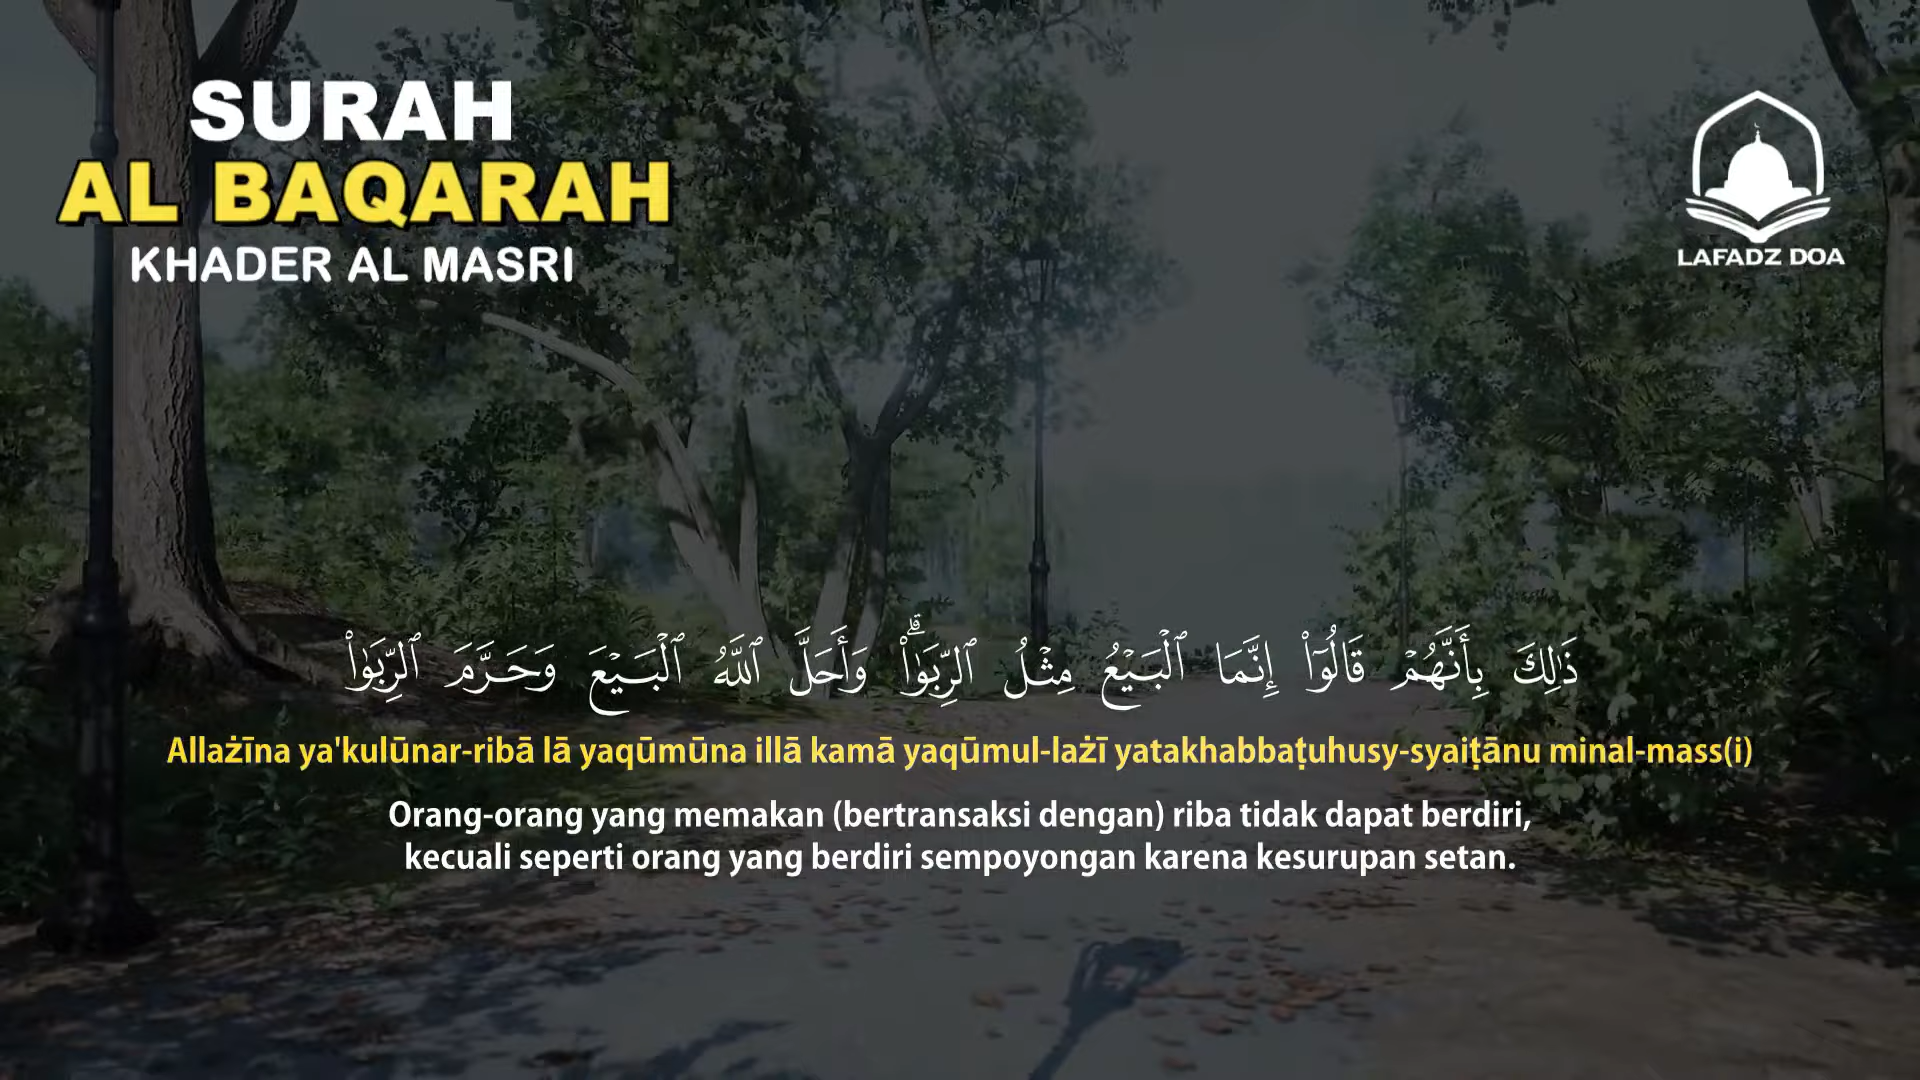 SURAH
AL BAQARAH
KHADER AL MASRI
LAFADZ DOA
ذَٰلِكَ بِأَنَّهُمْ قَالُوٓا۟ إِنَّمَا ٱلْبَيْعُ مِثْلُ ٱلرِّبَوٰا۟ ۗ وَأَحَلَّ ٱللَّهُ ٱلْبَيْعَ وَحَرَّمَ ٱلرِّبَوٰا۟
Allażīna ya'kulūnar-ribā lā yaqūmūna illā kamā yaqūmul-lażī yatakhabbaṭuhusy-syaiṭānu minal-mass(i)
Orang-orang yang memakan (bertransaksi dengan) riba tidak dapat berdiri,
kecuali seperti orang yang berdiri sempoyongan karena kesurupan setan.